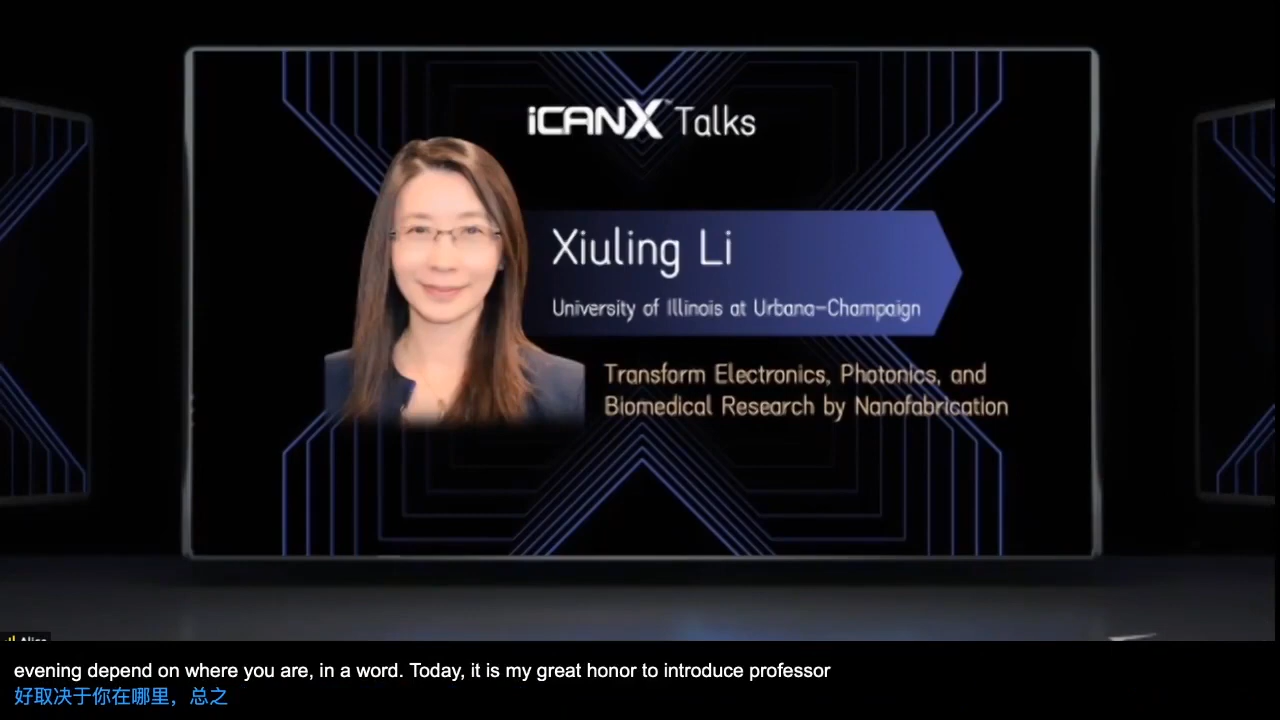 iCANX™ Talks
Xiuling Li
University of Illinois at Urbana-Champaign
Transform Electronics, Photonics, and
Biomedical Research by Nanofabrication
evening depend on where you are, in a word. Today, it is my great honor to introduce professor
好取决于你在哪里，总之